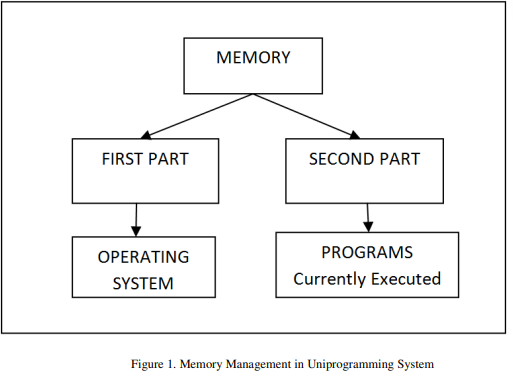 MEMORY
FIRST PART
SECOND PART
OPERATING
SYSTEM
PROGRAMS
Currently Executed
Figure 1. Memory Management in Uniprogramming System